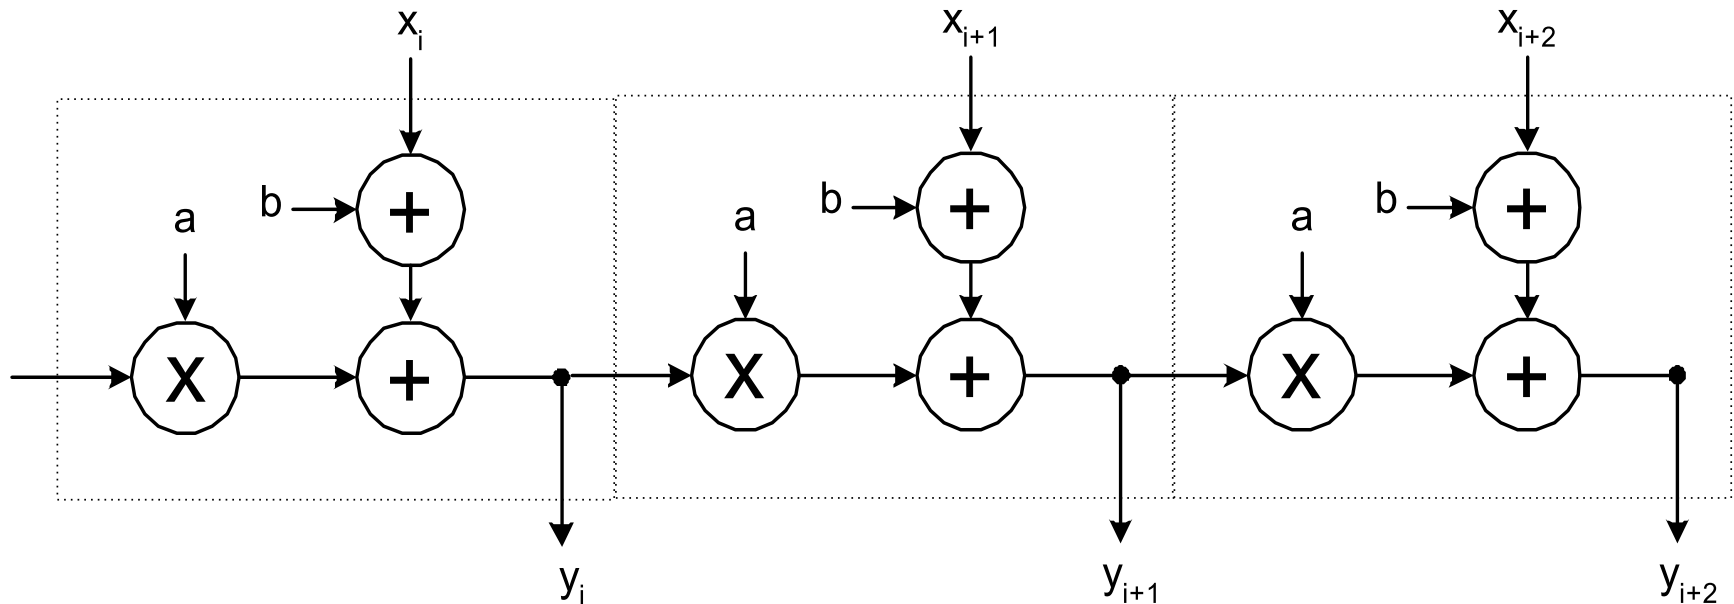 x_i x_{i+1} x_{i+2}
b + b + b +
a a a
X + X + X +
y_i y_{i+1} y_{i+2}